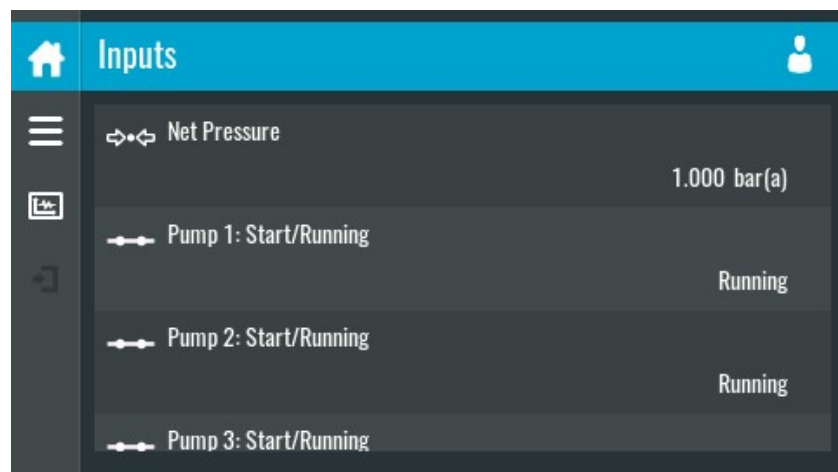 Inputs
Net Pressure
1.000 bar(a)
Pump 1: Start/Running
Running
Pump 2: Start/Running
Running
Pump 3: Start/Running